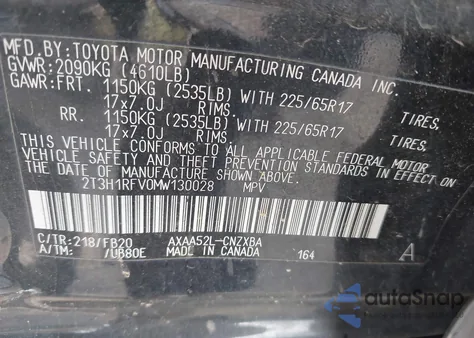 MFD. BY: TOYOTA MOTOR MANUFACTURING CANADA INC.
GVWR: 2090KG (4610LB)
GAWR: FRT. 1150KG (2535LB) WITH 225/65R17 TIRES,
17x7.0J RIMS.
RR. 1150KG (2535LB) WITH 225/65R17 TIRES,
17x7.0J RIMS.
THIS VEHICLE CONFORMS TO ALL APPLICABLE FEDERAL MOTOR
VEHICLE SAFETY AND THEFT PREVENTION STANDARDS IN EFFECT ON
THE DATE OF MANUFACTURE SHOWN ABOVE.
2T3H1RFV0MW130028 MPV
C/TR:218/FB20 AXAA52L-CNZXBA
A/TM: /UB80E MADE IN CANADA 164 A
autoSnap